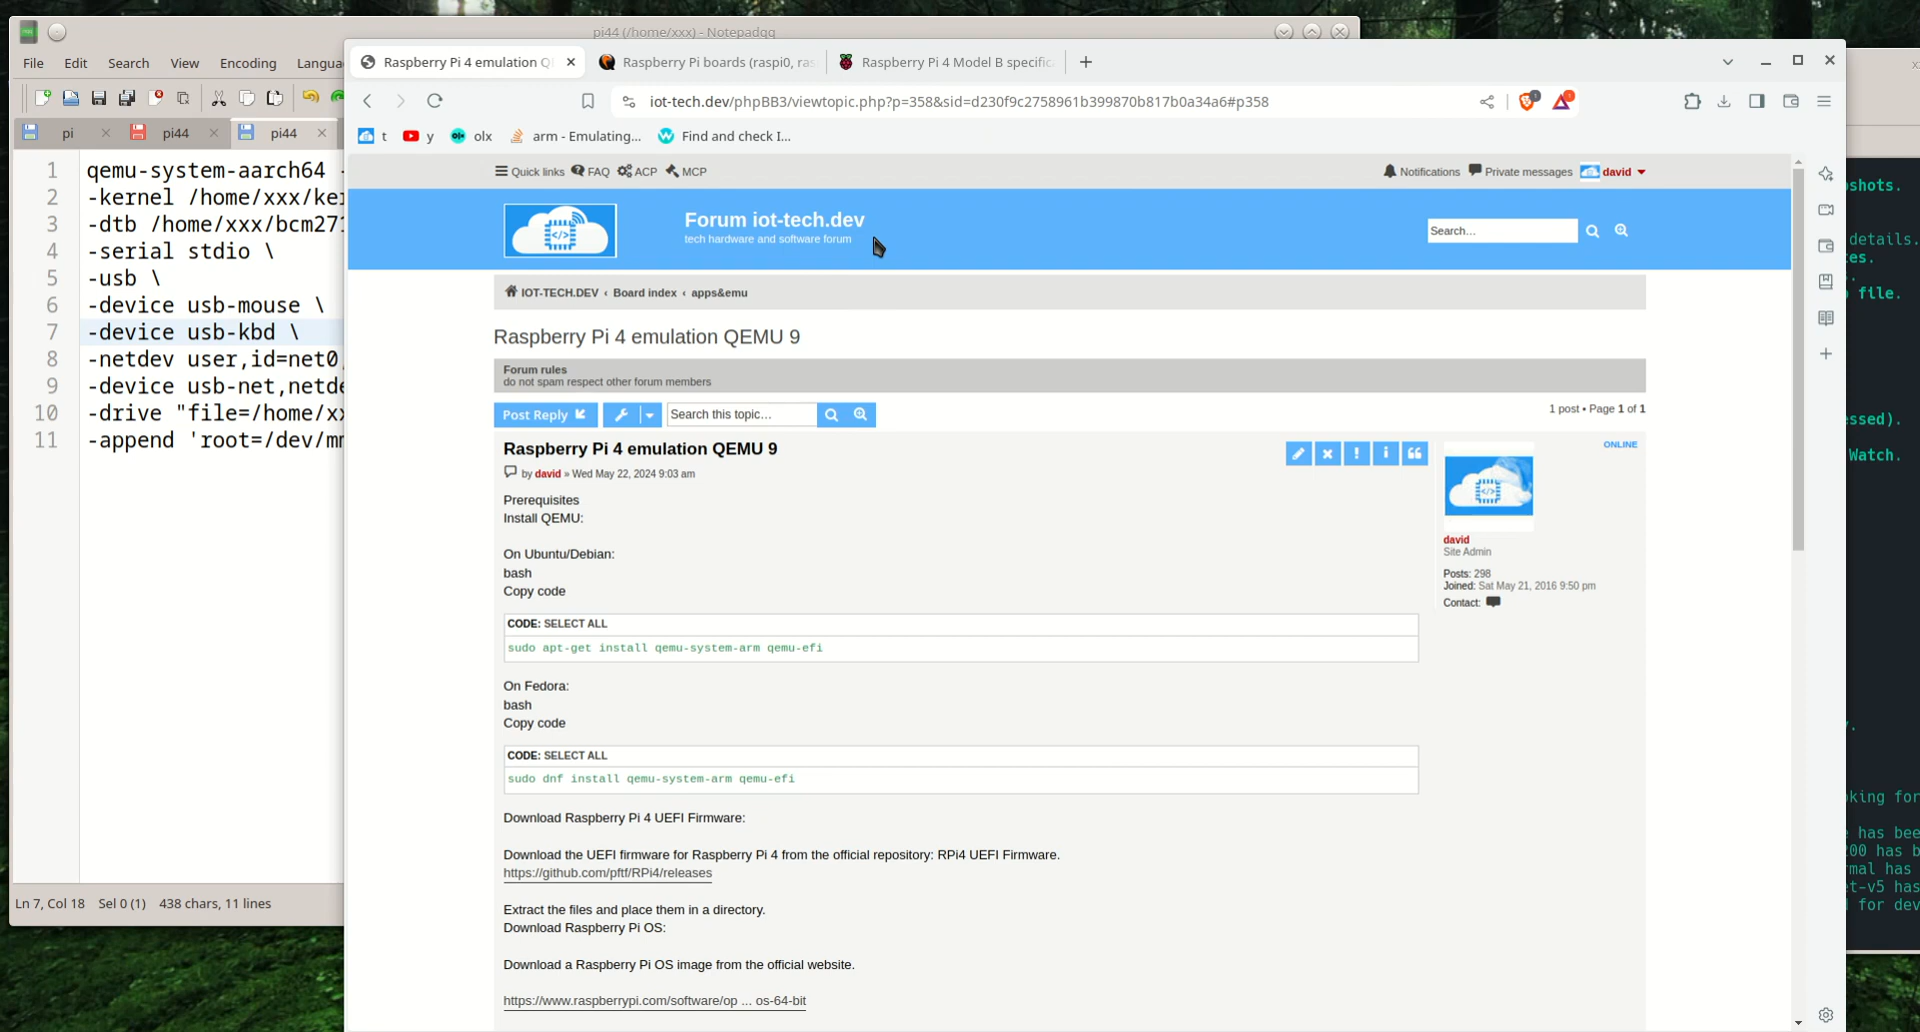 pi44 (/home/xxx) - Notepadqq
File Edit Search View Encoding Langua
pi
pi44
pi44
1 qemu-system-aarch64 -
2 -kernel /home/xxx/ke
3 -dtb /home/xxx/bcm271
4 -serial stdio \
5 -usb \
6 -device usb-mouse \
7 -device usb-kbd \
8 -netdev user,id=net0,
9 -device usb-net,netde
10 -drive "file=/home/xx
11 -append 'root=/dev/mm
Ln 7, Col 18 Sel 0 (1) 438 chars, 11 lines
Raspberry Pi 4 emulation Q
Raspberry Pi boards (raspi0, ras
Raspberry Pi 4 Model B specific
iot-tech.dev/phpBB3/viewtopic.php?p=358&sid=d230f9c2758961b399870b817b0a34a6#p358
t y olx arm - Emulating... Find and check I...
Quick links FAQ ACP MCP
Notifications Private messages david
Forum iot-tech.dev
tech hardware and software forum
Search…
IOT-TECH.DEV ‹ Board index ‹ apps&emu
Raspberry Pi 4 emulation QEMU 9
Forum rules
do not spam respect other forum members
Post Reply
Search this topic…
1 post • Page 1 of 1
Raspberry Pi 4 emulation QEMU 9
by david » Wed May 22, 2024 9:03 am
ONLINE
david
Site Admin
Posts: 298
Joined: Sat May 21, 2016 9:50 pm
Contact:
Prerequisites
Install QEMU:
On Ubuntu/Debian:
bash
Copy code
CODE: SELECT ALL
sudo apt-get install qemu-system-arm qemu-efi
On Fedora:
bash
Copy code
CODE: SELECT ALL
sudo dnf install qemu-system-arm qemu-efi
Download Raspberry Pi 4 UEFI Firmware:
Download the UEFI firmware for Raspberry Pi 4 from the official repository: RPi4 UEFI Firmware.
https://github.com/pftf/RPi4/releases
Extract the files and place them in a directory.
Download Raspberry Pi OS:
Download a Raspberry Pi OS image from the official website.
https://www.raspberrypi.com/software/op ... os-64-bit
shots.
details.
es.
file.
ssed).
Watch.
king for
has bee
00 has b
mal has
et-v5 has
for dev